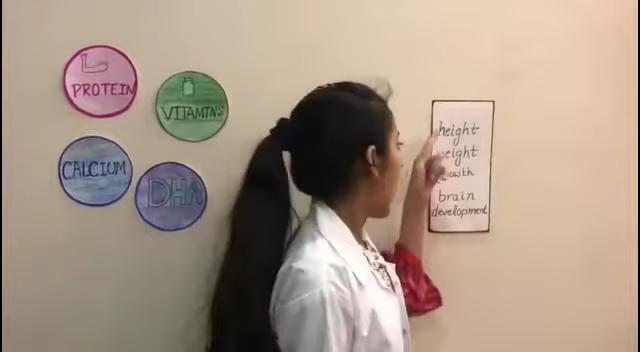 PROTEIN
VITAMINS
CALCIUM
DHA
height
brain
development